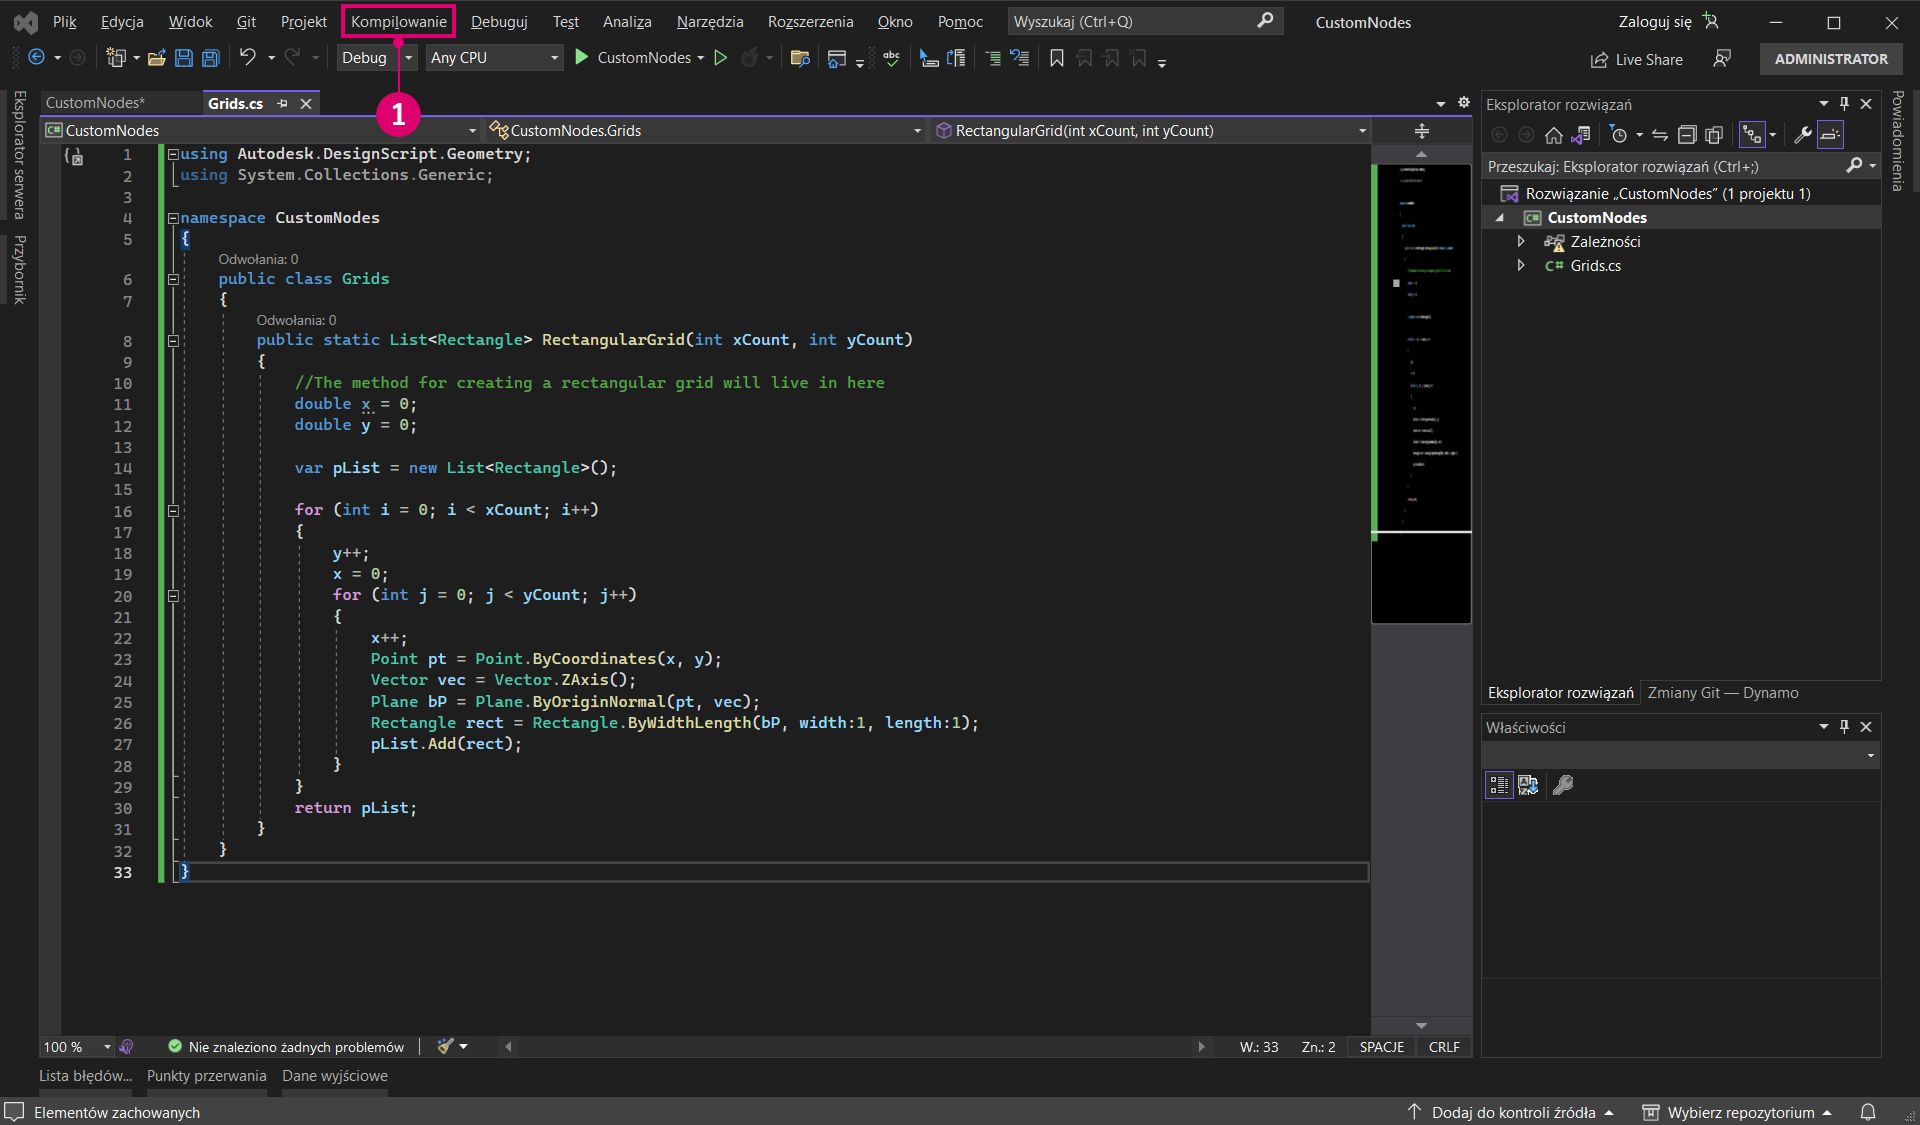 Plik Edycja Widok Git Projekt Kompilowanie Debuguj Test Analiza Narzędzia Rozszerzenia Okno Pomoc Wyszukaj (Ctrl+Q) CustomNodes Zaloguj się
Debug Any CPU CustomNodes abc Live Share ADMINISTRATOR
1
Eksplorator serwera
Przybornik
CustomNodes* Grids.cs
CustomNodes CustomNodes.Grids RectangularGrid(int xCount, int yCount)
1 using Autodesk.DesignScript.Geometry;
2 using System.Collections.Generic;
3
4 namespace CustomNodes
5 {
Odwołania: 0
6 public class Grids
7 {
Odwołania: 0
8 public static List<Rectangle> RectangularGrid(int xCount, int yCount)
9 {
10 //The method for creating a rectangular grid will live in here
11 double x = 0;
12 double y = 0;
13
14 var pList = new List<Rectangle>();
15
16 for (int i = 0; i < xCount; i++)
17 {
18 y++;
19 x = 0;
20 for (int j = 0; j < yCount; j++)
21 {
22 x++;
23 Point pt = Point.ByCoordinates(x, y);
24 Vector vec = Vector.ZAxis();
25 Plane bP = Plane.ByOriginNormal(pt, vec);
26 Rectangle rect = Rectangle.ByWidthLength(bP, width:1, length:1);
27 pList.Add(rect);
28 }
29 }
30 return pList;
31 }
32 }
33 }
100 % Nie znaleziono żadnych problemów W.: 33 Zn.: 2 SPACJE CRLF
Lista błędów... Punkty przerwania Dane wyjściowe
Eksplorator rozwiązań
Przeszukaj: Eksplorator rozwiązań (Ctrl+;)
Rozwiązanie „CustomNodes” (1 projektu 1)
C# CustomNodes
Zależności
C# Grids.cs
Eksplorator rozwiązań Zmiany Git — Dynamo
Właściwości
Powiadomienia
Elementów zachowanych Dodaj do kontroli źródła Wybierz repozytorium